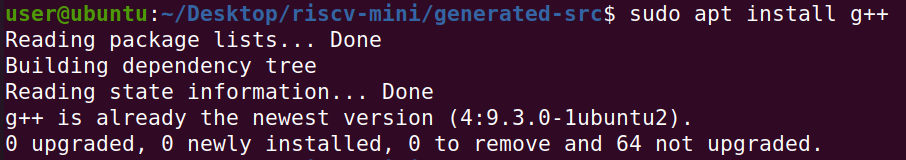 user@ubuntu:~/Desktop/riscv-mini/generated-src$ sudo apt install g++
Reading package lists... Done
Building dependency tree
Reading state information... Done
g++ is already the newest version (4:9.3.0-1ubuntu2).
0 upgraded, 0 newly installed, 0 to remove and 64 not upgraded.